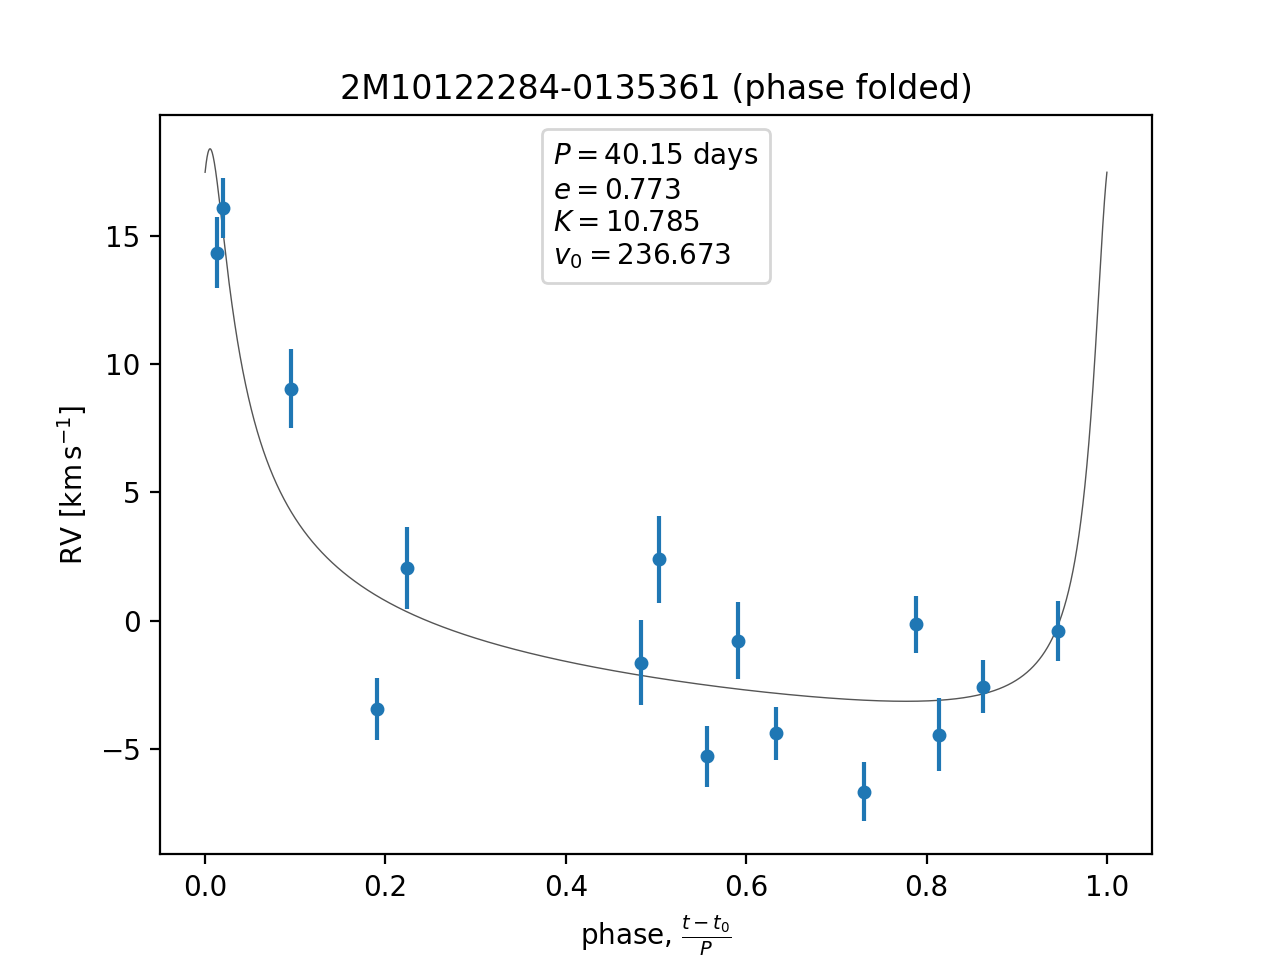 2M10122284-0135361 (phase folded)
P = 40.15 days
e = 0.773
K = 10.785
v₀ = 236.673
15
10
5
0
−5
RV [km s⁻¹]
0.0 0.2 0.4 0.6 0.8 1.0
phase, (t − t₀)/P